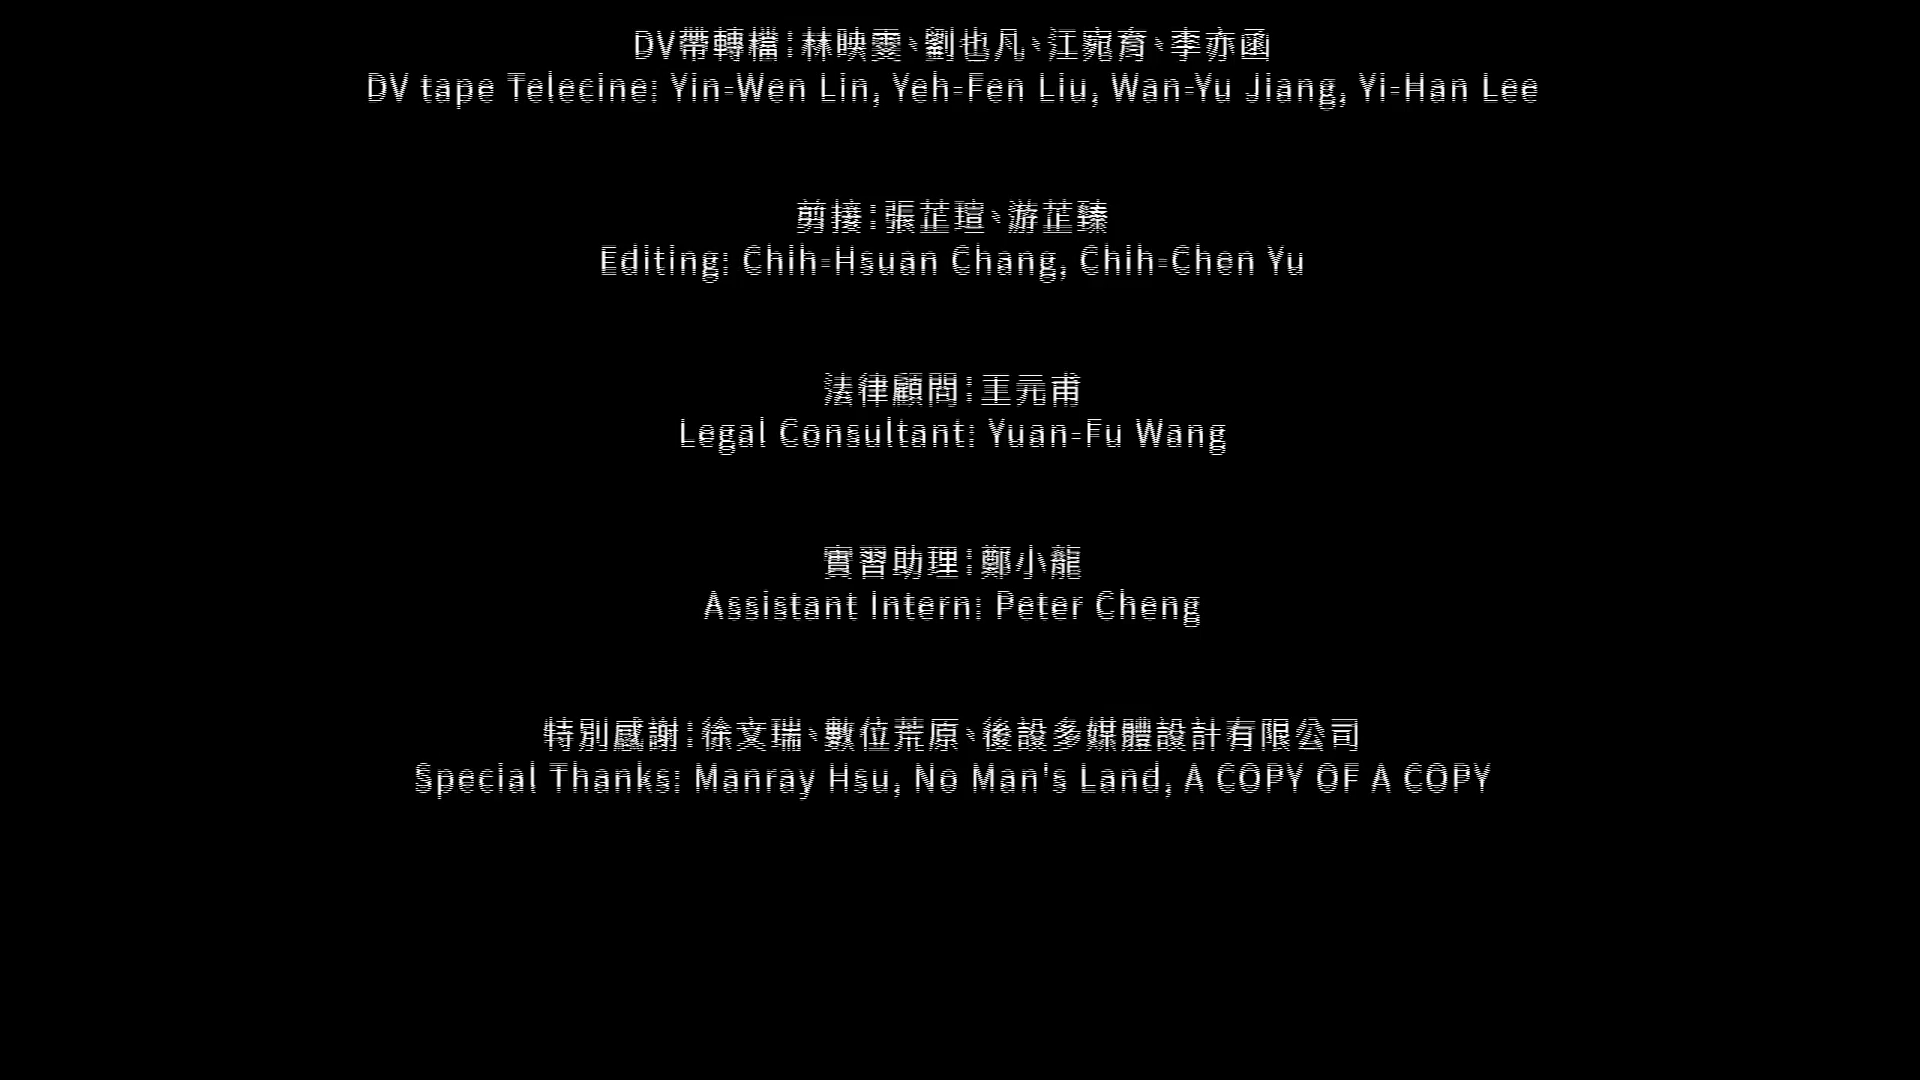 DV帶轉檔：林映雯、劉也凡、江宛育、李亦函
DV tape Telecine: Yin-Wen Lin, Yeh-Fen Liu, Wan-Yu Jiang, Yi-Han Lee
剪接：張芷瑄、游芷臻
Editing: Chih-Hsuan Chang, Chih-Chen Yu
法律顧問：王元甫
Legal Consultant: Yuan-Fu Wang
實習助理：鄭小龍
Assistant Intern: Peter Cheng
特別感謝：徐文瑞、數位荒原、後設多媒體設計有限公司
Special Thanks: Manray Hsu, No Man's Land, A COPY OF A COPY